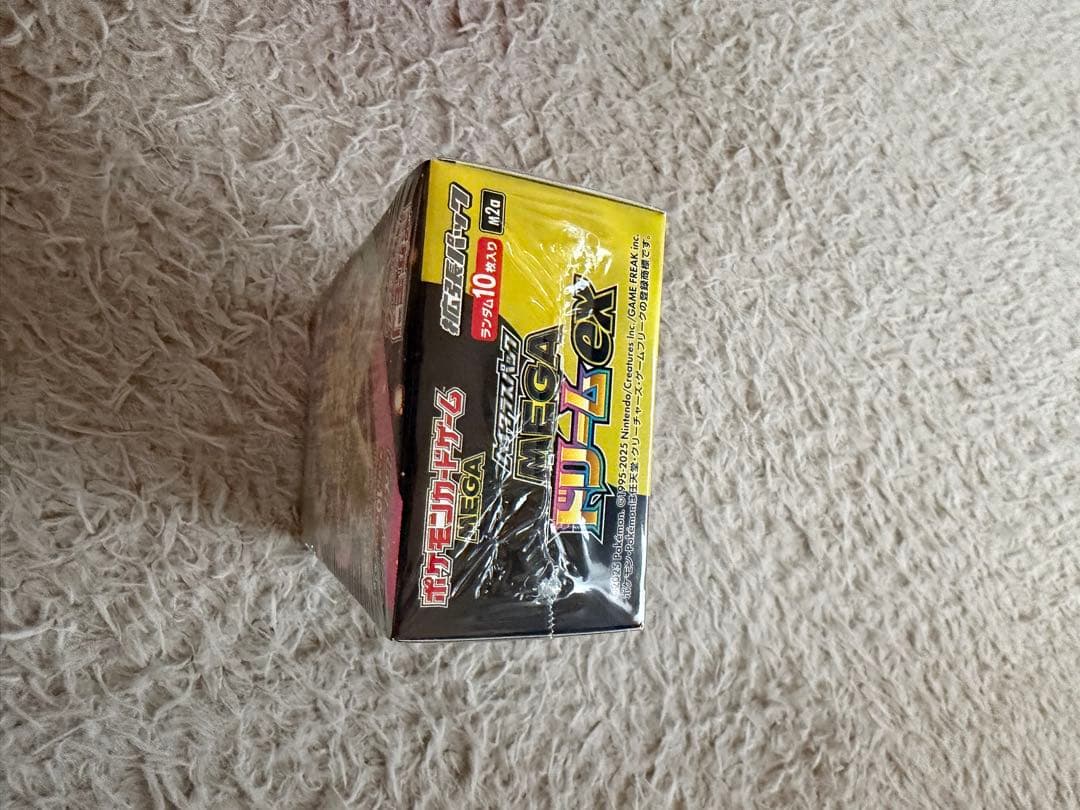 ポケモンカードゲーム
MEGA
拡張パック
ランダム10枚入り
M2a
ハイクラスパック
MEGA
ドリームex
©2025 Pokémon. ©1995-2025 Nintendo/Creatures Inc./GAME FREAK inc.
ポケモン・Pokémonは任天堂・クリーチャーズ・ゲームフリークの登録商標です。